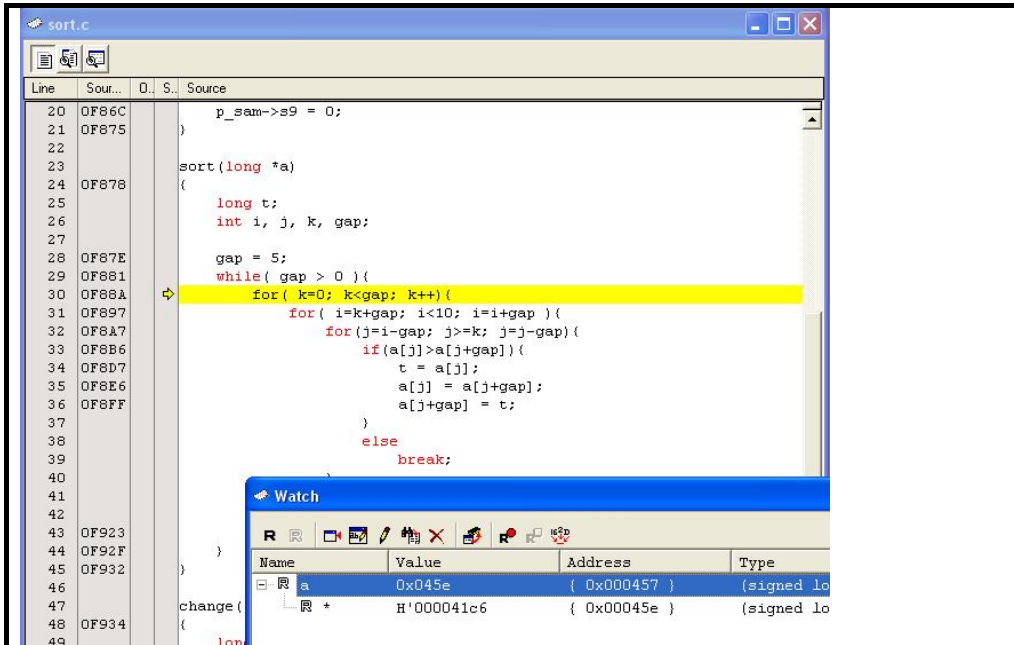 sort.c
Line Sour... O.. S.. Source
20 0F86C p_sam->s9 = 0;
21 0F875 }
22
23 sort(long *a)
24 0F878 {
25 long t;
26 int i, j, k, gap;
27
28 0F87E gap = 5;
29 0F881 while( gap > 0 ){
30 0F88A for( k=0; k<gap; k++){
31 0F897 for( i=k+gap; i<10; i=i+gap ){
32 0F8A7 for(j=i-gap; j>=k; j=j-gap){
33 0F8B6 if(a[j]>a[j+gap]){
34 0F8D7 t = a[j];
35 0F8E6 a[j] = a[j+gap];
36 0F8FF a[j+gap] = t;
37 }
38 else
39 break;
40
41
42
43 0F923
44 0F92F }
45 0F932 }
46
47 change(
48 0F934 {
49 long
Watch
R R
Name Value Address Type
R a 0x045e { 0x000457 } (signed lo
R * H'000041c6 { 0x00045e } (signed lo